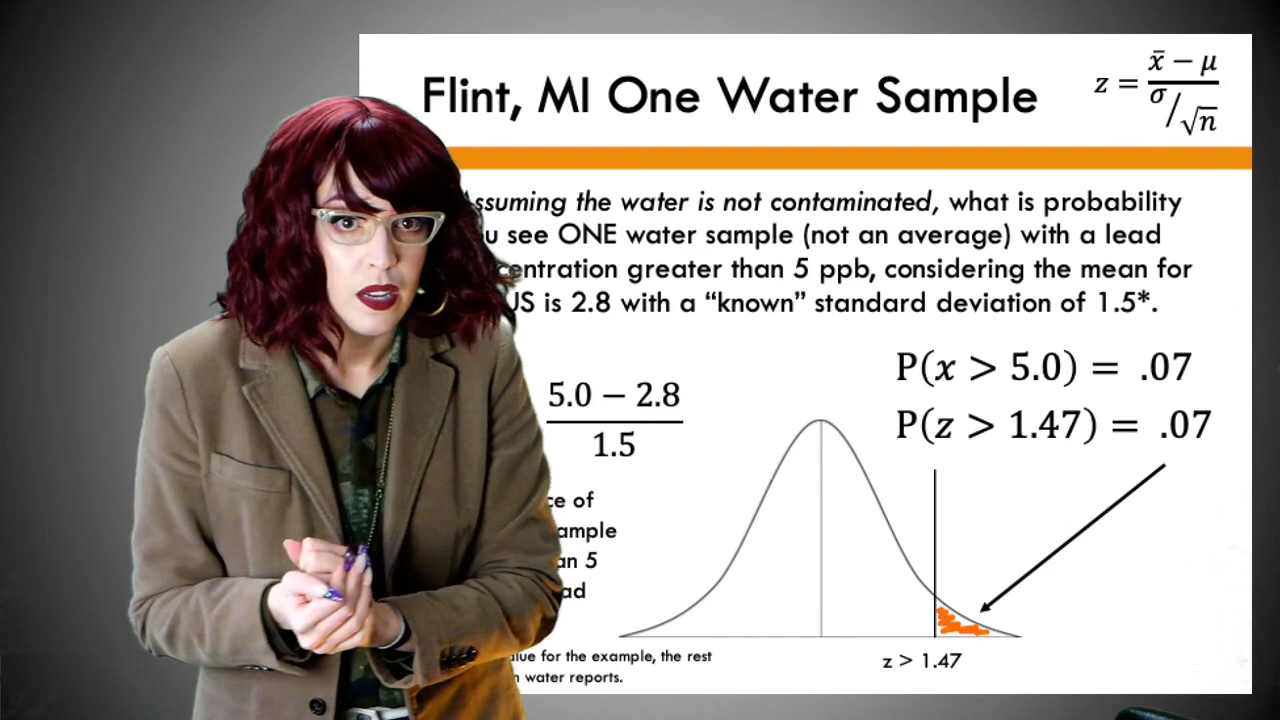 Flint, MI One Water Sample
z = x̄ − μ / σ/√n
ssuming the water is not contaminated, what is probability
u see ONE water sample (not an average) with a lead
centration greater than 5 ppb, considering the mean for
US is 2.8 with a “known” standard deviation of 1.5*.
P(x > 5.0) = .07
5.0 − 2.8
1.5
P(z > 1.47) = .07
ce of
ample
an 5
ad
z > 1.47
alue for the example, the rest
water reports.